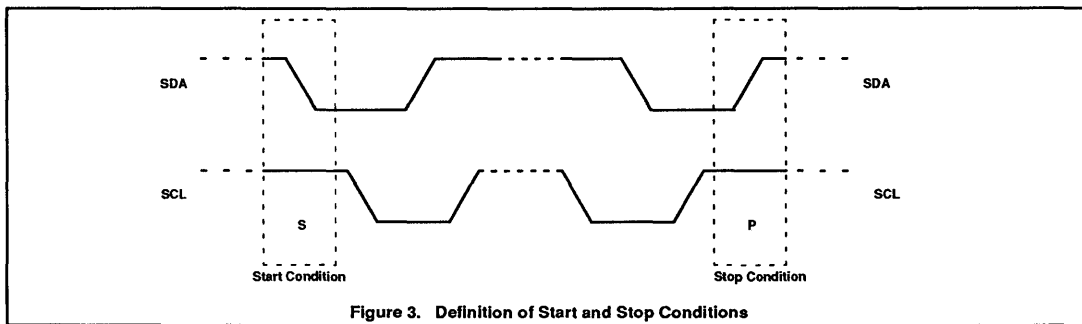 SDA
SDA
SCL
SCL
S
P
Start Condition
Stop Condition
Figure 3. Definition of Start and Stop Conditions